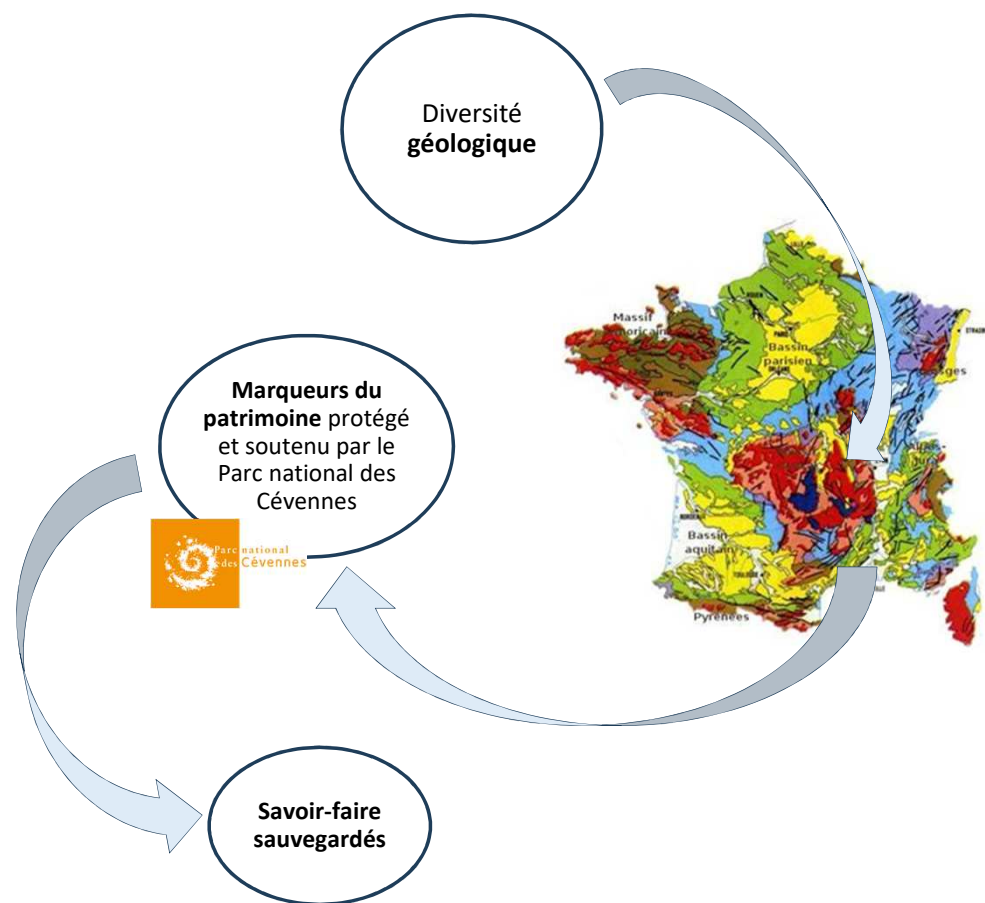 Diversité
géologique
Massif
Bassin
parisien
Marqueurs du
patrimoine protégé
et soutenu par le
Parc national des
Cévennes
Parc national
des Cévennes
Bassin
aquitain
Pyrénées
Savoir-faire
sauvegardés